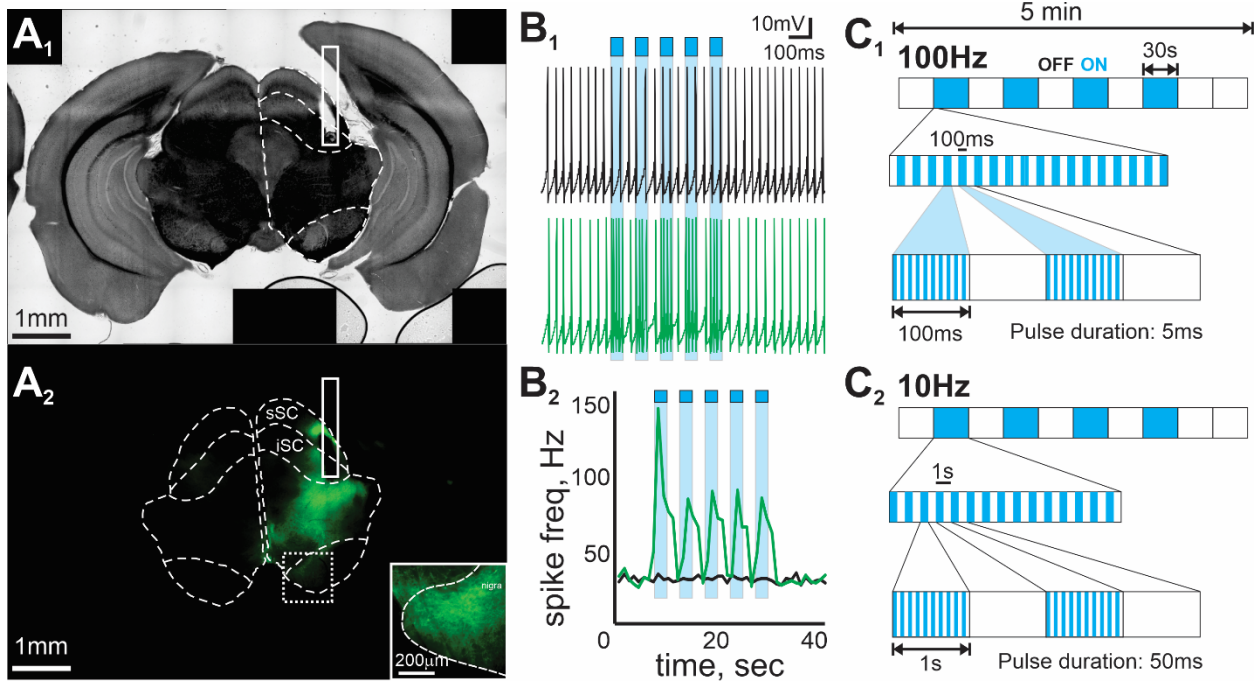 A1
1mm
A2
sSC
iSC
1mm
nigra
200μm
B1
10mV
100ms
B2
spike freq, Hz
150
100
50
0
20
40
time, sec
C1
5 min
100Hz
OFF ON
30s
100ms
100ms
Pulse duration: 5ms
C2
10Hz
1s
1s
Pulse duration: 50ms